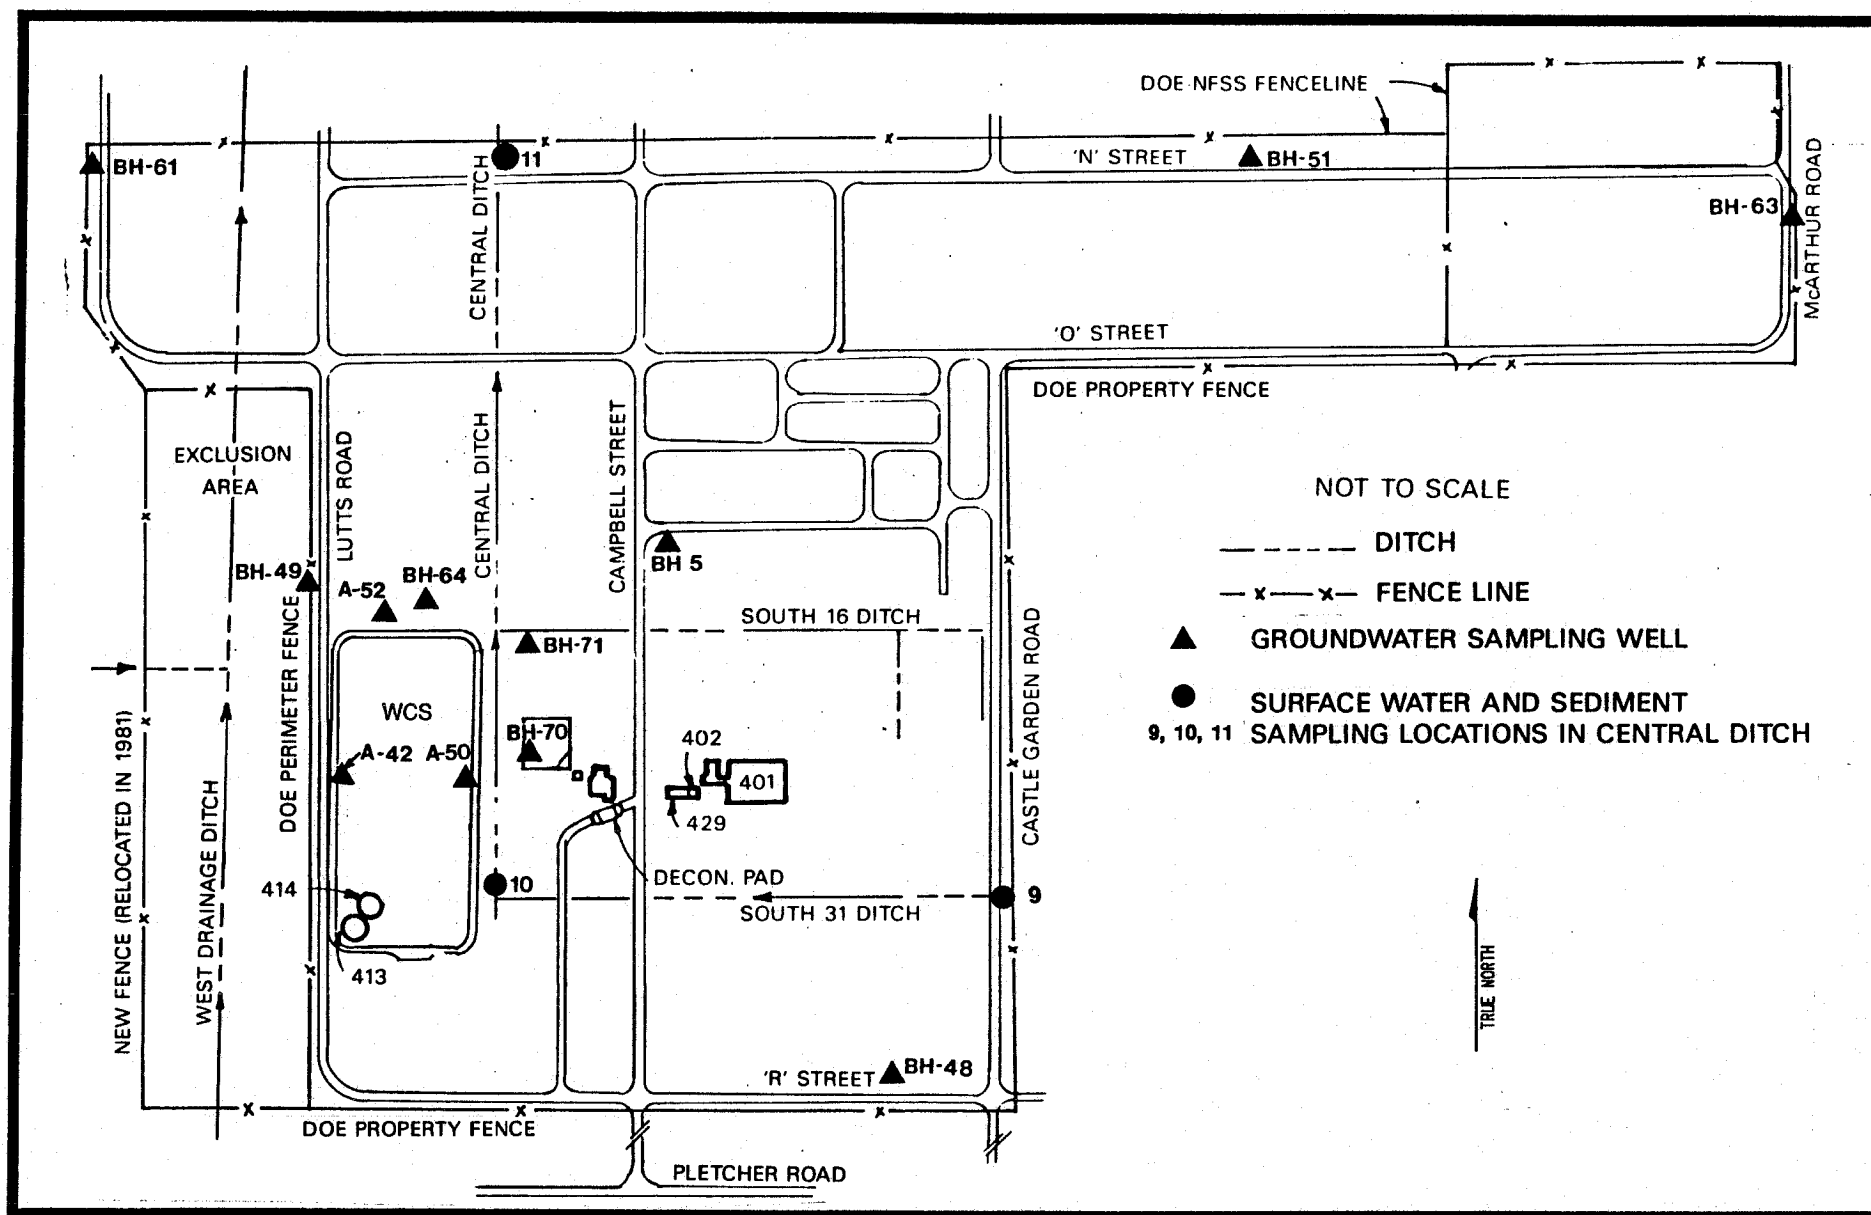 DOE NFSS FENCELINE
BH-61
11
'N' STREET
BH-51
BH-63
McARTHUR ROAD
CENTRAL DITCH
'O' STREET
DOE PROPERTY FENCE
EXCLUSION
AREA
LUTTS ROAD
CENTRAL DITCH
CAMPBELL STREET
NOT TO SCALE
DITCH
x x FENCE LINE
GROUNDWATER SAMPLING WELL
SURFACE WATER AND SEDIMENT
9, 10, 11 SAMPLING LOCATIONS IN CENTRAL DITCH
BH-49
A-52
BH-64
BH 5
SOUTH 16 DITCH
BH-71
DOE PERIMETER FENCE
WCS
BH-70
A-42
A-50
402
401
429
CASTLE GARDEN ROAD
NEW FENCE (RELOCATED IN 1981)
WEST DRAINAGE DITCH
414
413
10
DECON. PAD
SOUTH 31 DITCH
9
TRUE NORTH
'R' STREET
BH-48
DOE PROPERTY FENCE
PLETCHER ROAD